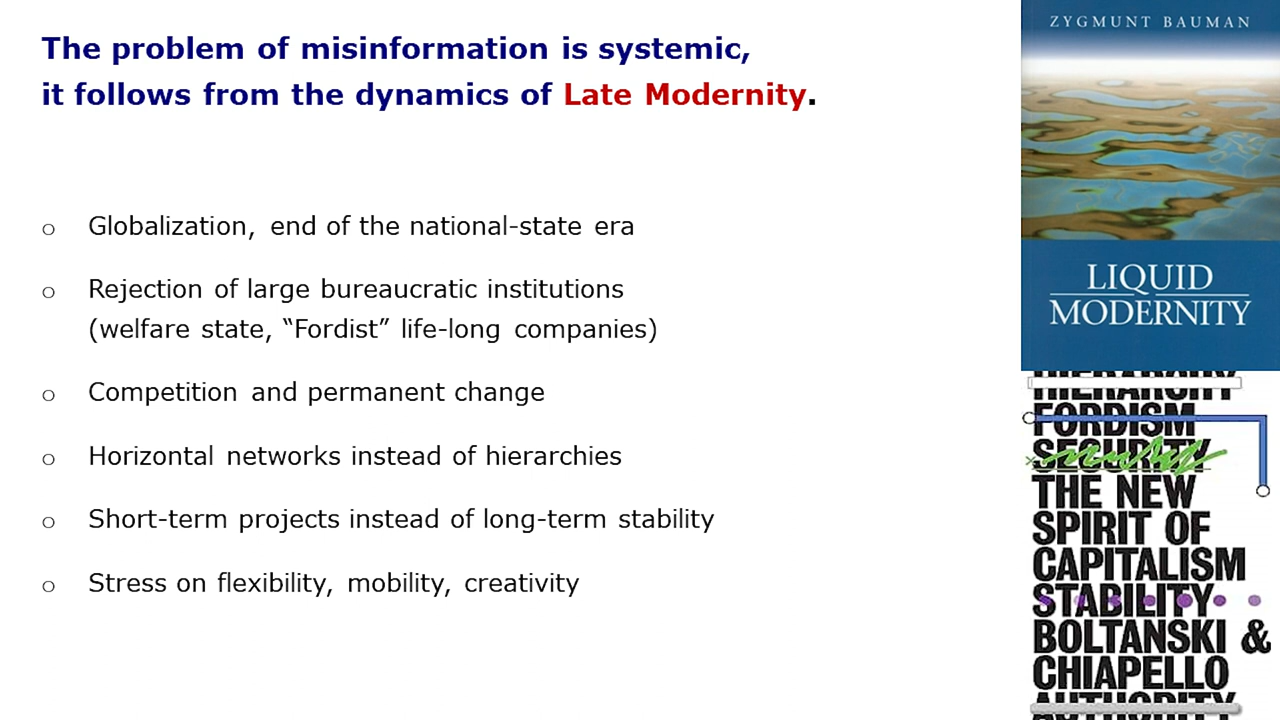 The problem of misinformation is systemic,
it follows from the dynamics of Late Modernity.
o Globalization, end of the national-state era
o Rejection of large bureaucratic institutions
(welfare state, “Fordist” life-long companies)
o Competition and permanent change
o Horizontal networks instead of hierarchies
o Short-term projects instead of long-term stability
o Stress on flexibility, mobility, creativity
ZYGMUNT BAUMAN
LIQUID
MODERNITY
HIERARCHY
FORDISM
SECURITY
THE NEW
SPIRIT OF
CAPITALISM
STABILITY
BOLTANSKI &
CHIAPELLO
AUTHORITY